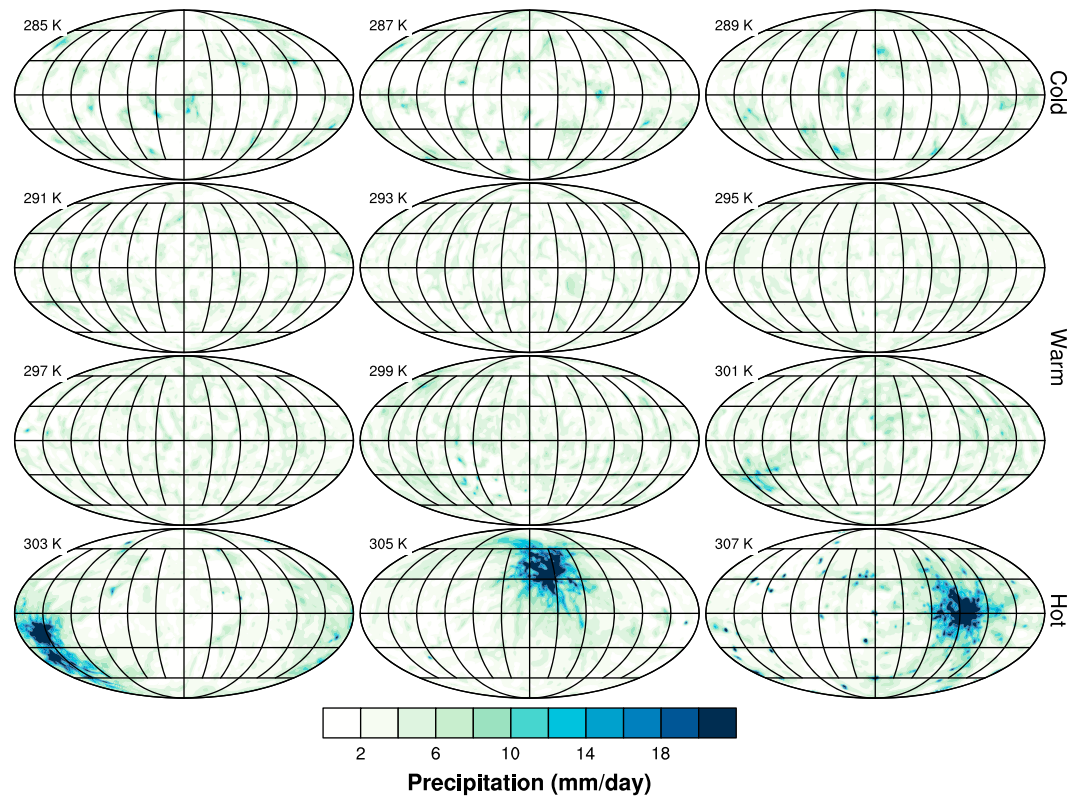 285 K 287 K 289 K
Cold
291 K 293 K 295 K
Warm
297 K 299 K 301 K
303 K 305 K 307 K
Hot
2 6 10 14 18
Precipitation (mm/day)